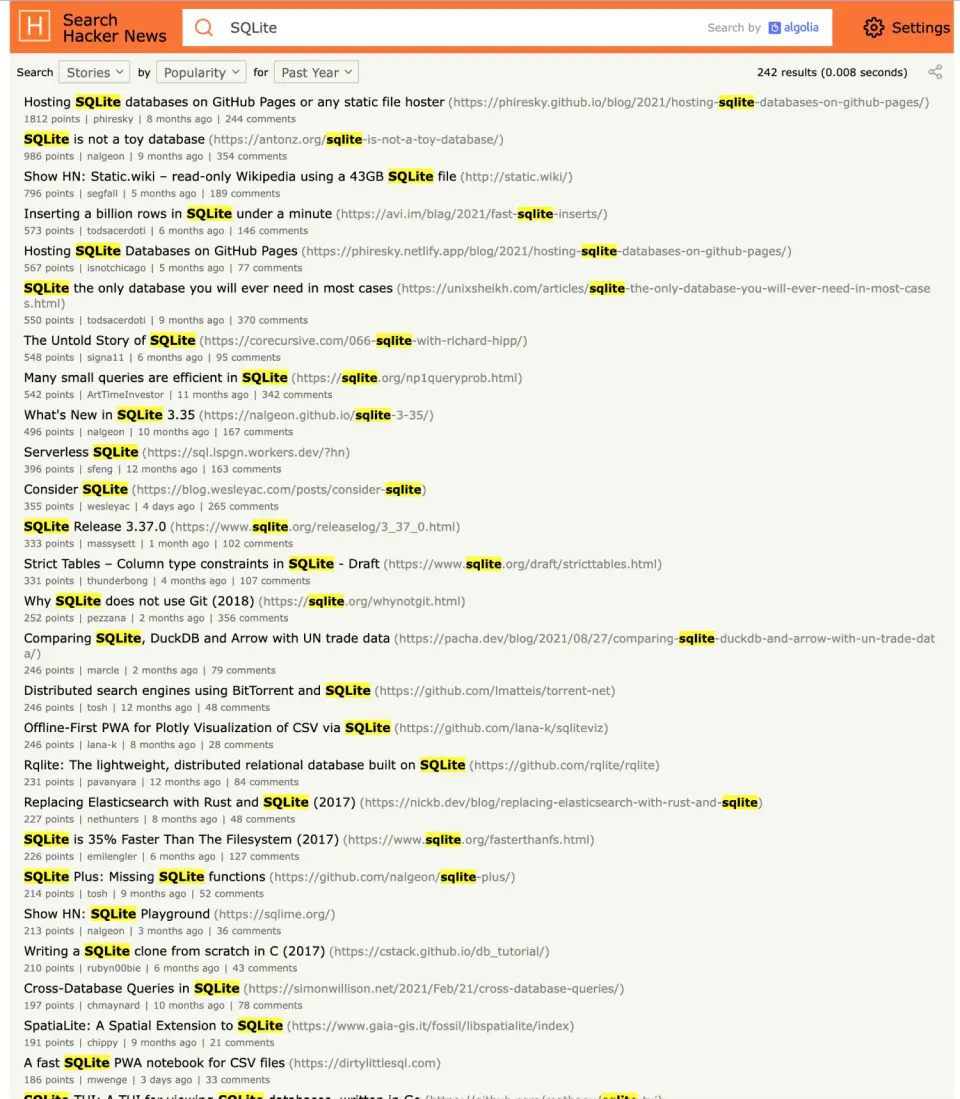 H
Search
Hacker News
SQLite
Search by algolia
Settings
Search Stories by Popularity for Past Year
242 results (0.008 seconds)
Hosting SQLite databases on GitHub Pages or any static file hoster (https://phiresky.github.io/blog/2021/hosting-sqlite-databases-on-github-pages/)
1812 points | phiresky | 8 months ago | 244 comments
SQLite is not a toy database (https://antonz.org/sqlite-is-not-a-toy-database/)
986 points | nalgeon | 9 months ago | 354 comments
Show HN: Static.wiki – read-only Wikipedia using a 43GB SQLite file (http://static.wiki/)
796 points | segfall | 5 months ago | 189 comments
Inserting a billion rows in SQLite under a minute (https://avi.im/blag/2021/fast-sqlite-inserts/)
573 points | todsacerdoti | 6 months ago | 146 comments
Hosting SQLite Databases on GitHub Pages (https://phiresky.netlify.app/blog/2021/hosting-sqlite-databases-on-github-pages/)
567 points | isnotchicago | 5 months ago | 77 comments
SQLite the only database you will ever need in most cases (https://unixsheikh.com/articles/sqlite-the-only-database-you-will-ever-need-in-most-case
s.html)
550 points | todsacerdoti | 9 months ago | 370 comments
The Untold Story of SQLite (https://corecursive.com/066-sqlite-with-richard-hipp/)
548 points | signa11 | 6 months ago | 95 comments
Many small queries are efficient in SQLite (https://sqlite.org/np1queryprob.html)
542 points | ArtTimeInvestor | 11 months ago | 342 comments
What's New in SQLite 3.35 (https://nalgeon.github.io/sqlite-3-35/)
496 points | nalgeon | 10 months ago | 167 comments
Serverless SQLite (https://sql.lspgn.workers.dev/?hn)
396 points | sfeng | 12 months ago | 163 comments
Consider SQLite (https://blog.wesleyac.com/posts/consider-sqlite)
355 points | wesleyac | 4 days ago | 265 comments
SQLite Release 3.37.0 (https://www.sqlite.org/releaselog/3_37_0.html)
333 points | massysett | 1 month ago | 102 comments
Strict Tables – Column type constraints in SQLite - Draft (https://www.sqlite.org/draft/stricttables.html)
331 points | thunderbong | 4 months ago | 107 comments
Why SQLite does not use Git (2018) (https://sqlite.org/whynotgit.html)
252 points | pezzana | 2 months ago | 356 comments
Comparing SQLite, DuckDB and Arrow with UN trade data (https://pacha.dev/blog/2021/08/27/comparing-sqlite-duckdb-and-arrow-with-un-trade-dat
a/)
246 points | marcle | 2 months ago | 79 comments
Distributed search engines using BitTorrent and SQLite (https://github.com/lmatteis/torrent-net)
246 points | tosh | 12 months ago | 48 comments
Offline-First PWA for Plotly Visualization of CSV via SQLite (https://github.com/lana-k/sqliteviz)
246 points | lana-k | 8 months ago | 28 comments
Rqlite: The lightweight, distributed relational database built on SQLite (https://github.com/rqlite/rqlite)
231 points | pavanyara | 12 months ago | 84 comments
Replacing Elasticsearch with Rust and SQLite (2017) (https://nickb.dev/blog/replacing-elasticsearch-with-rust-and-sqlite)
227 points | nethunters | 8 months ago | 48 comments
SQLite is 35% Faster Than The Filesystem (2017) (https://www.sqlite.org/fasterthanfs.html)
226 points | emilengler | 6 months ago | 127 comments
SQLite Plus: Missing SQLite functions (https://github.com/nalgeon/sqlite-plus/)
214 points | tosh | 9 months ago | 52 comments
Show HN: SQLite Playground (https://sqlime.org/)
213 points | nalgeon | 3 months ago | 36 comments
Writing a SQLite clone from scratch in C (2017) (https://cstack.github.io/db_tutorial/)
210 points | rubyn00bie | 6 months ago | 43 comments
Cross-Database Queries in SQLite (https://simonwillison.net/2021/Feb/21/cross-database-queries/)
197 points | chmaynard | 10 months ago | 78 comments
SpatiaLite: A Spatial Extension to SQLite (https://www.gaia-gis.it/fossil/libspatialite/index)
191 points | chippy | 9 months ago | 21 comments
A fast SQLite PWA notebook for CSV files (https://dirtylittlesql.com)
186 points | mwenge | 3 days ago | 33 comments
SQLite TUI: A TUI for viewing SQLite databases, written in Go